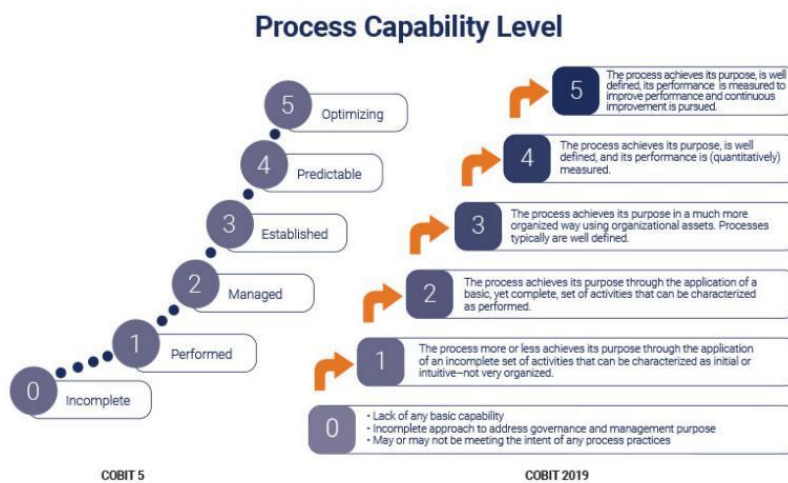 Process Capability Level
5
Optimizing
4
Predictable
3
Established
2
Managed
1
Performed
0
Incomplete
COBIT 5
5
The process achieves its purpose, is well
defined, its performance is measured to
improve performance and continuous
improvement is pursued.
4
The process achieves its purpose, is well
defined, and its performance is (quantitatively)
measured.
3
The process achieves its purpose in a much more
organized way using organizational assets. Processes
typically are well defined.
2
The process achieves its purpose through the application of a
basic, yet complete, set of activities that can be characterized
as performed.
1
The process more or less achieves its purpose through the application
of an incomplete set of activities that can be characterized as initial or
intuitive–not very organized.
0
• Lack of any basic capability
• Incomplete approach to address governance and management purpose
• May or may not be meeting the intent of any process practices
COBIT 2019